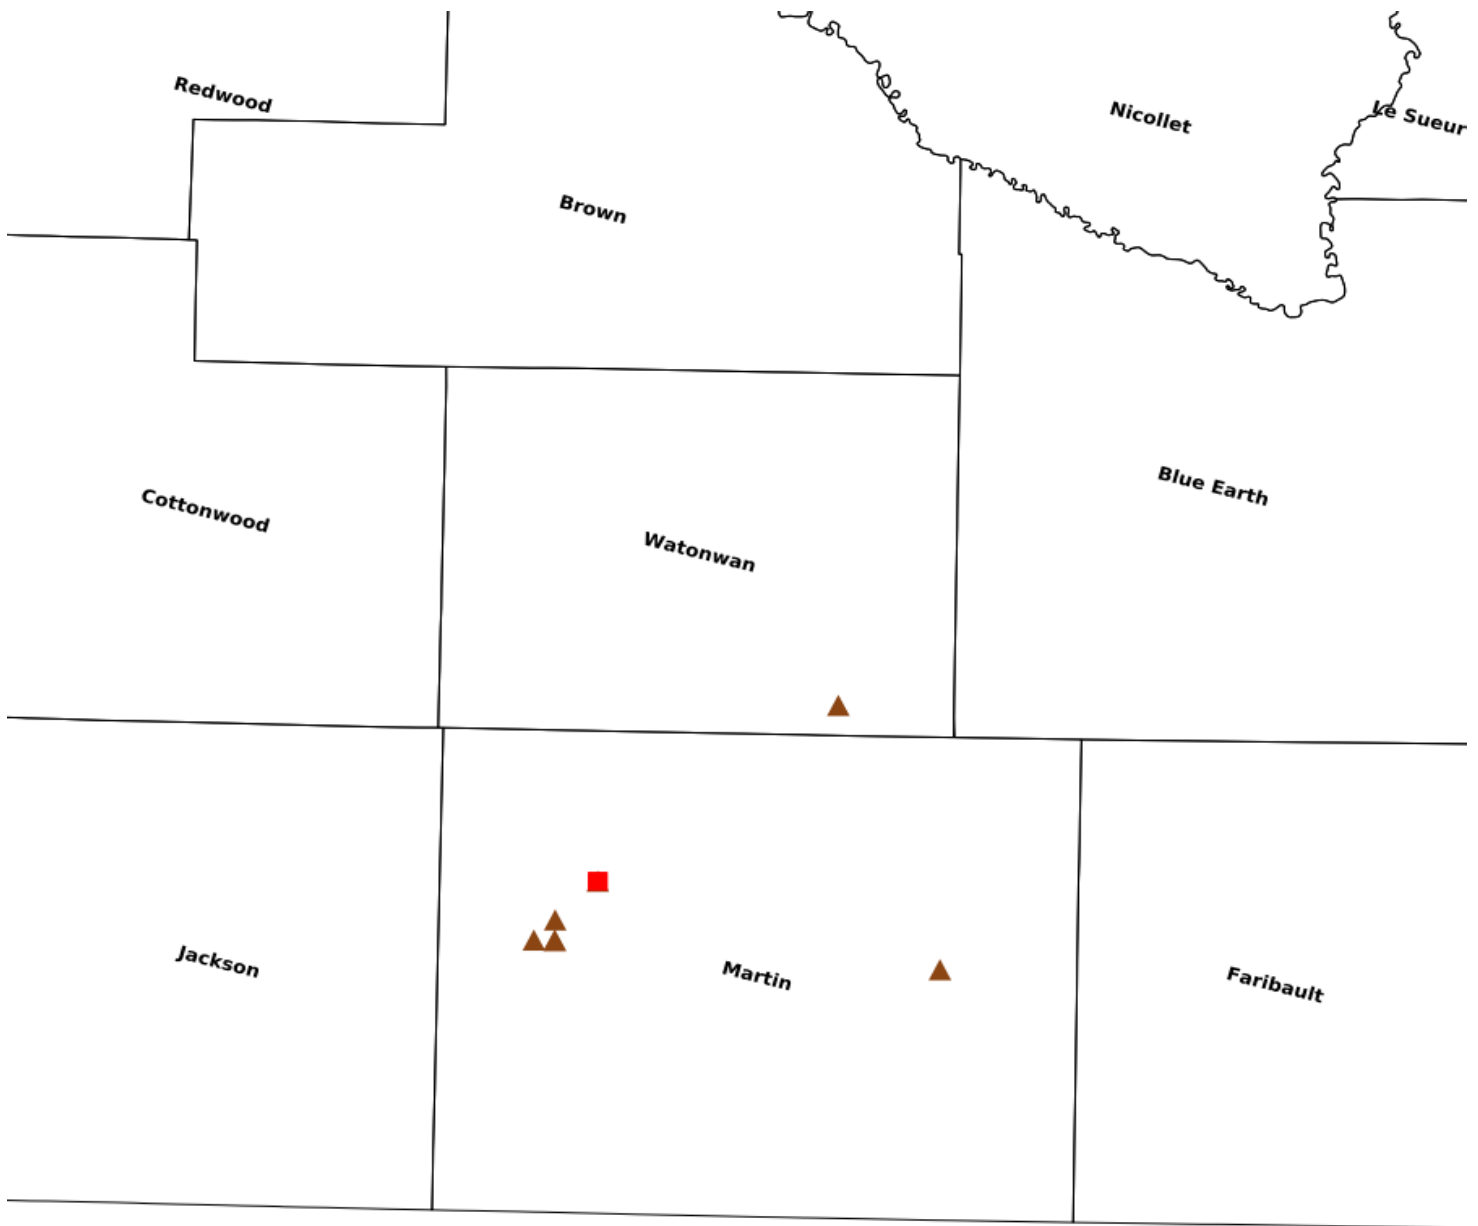 Redwood
Nicollet
Le Sueur
Brown
Blue Earth
Cottonwood
Watonwan
Jackson
Martin
Faribault